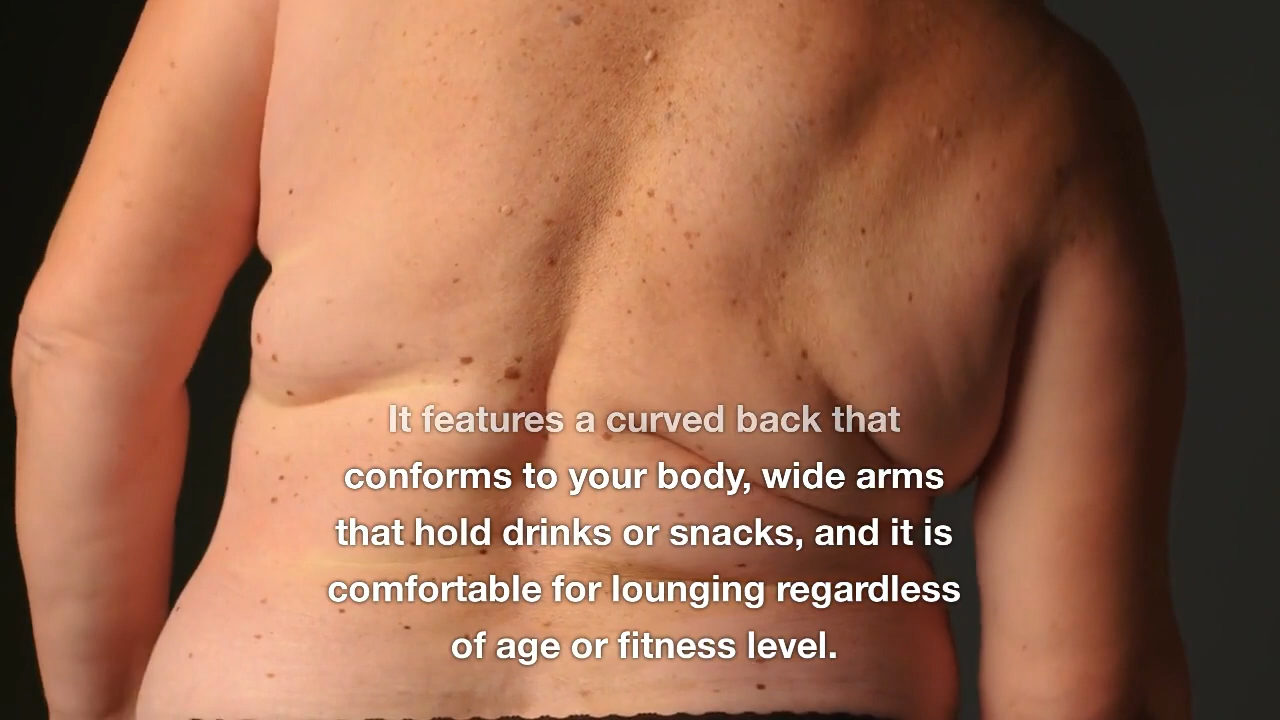 It features a curved back that
conforms to your body, wide arms
that hold drinks or snacks, and it is
comfortable for lounging regardless
of age or fitness level.